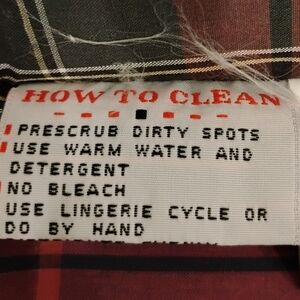 HOW TO CLEAN
PRESCRUB DIRTY SPOTS
USE WARM WATER AND
DETERGENT
NO BLEACH
USE LINGERIE CYCLE OR
DO BY HAND